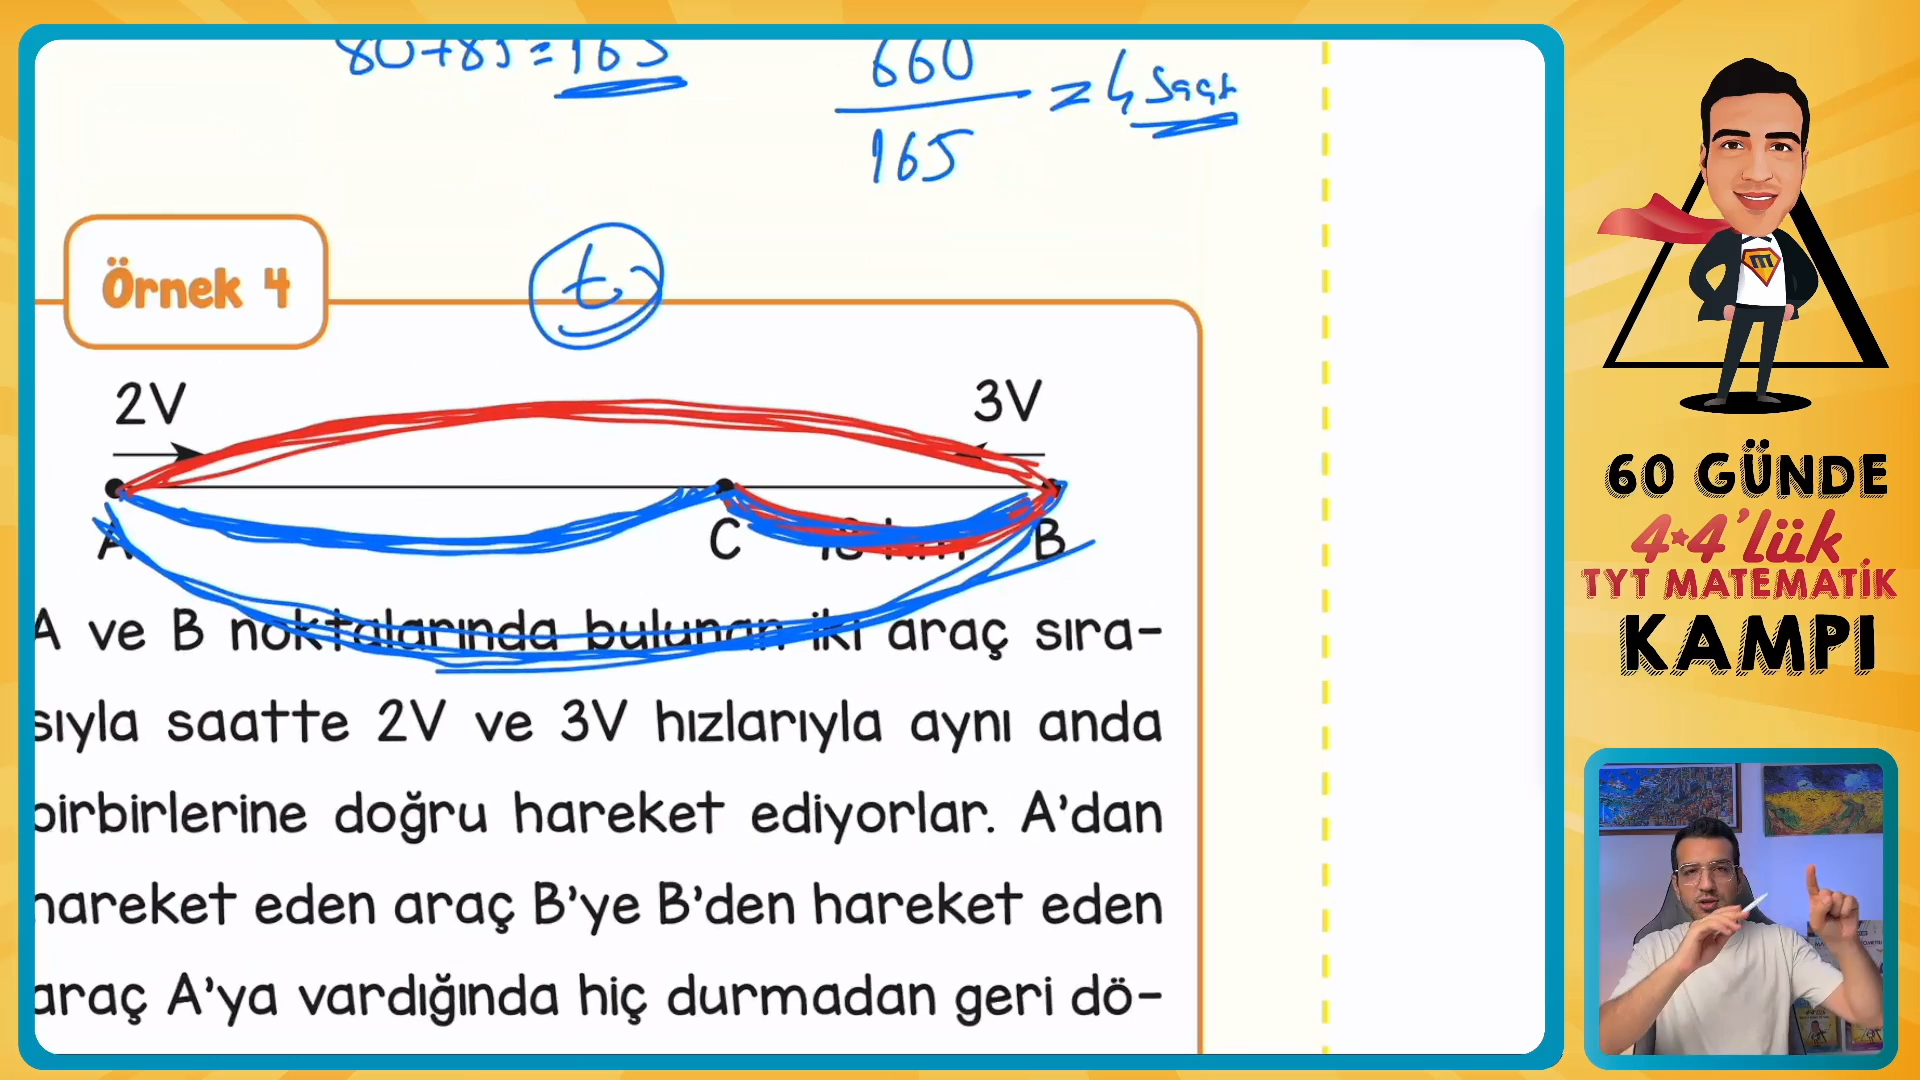 80+85=165
660
165
= 4 saat
Örnek 4
t
2V
3V
A
C
18 km
B
A ve B noktalarında bulunan iki araç sıra-
sıyla saatte 2V ve 3V hızlarıyla aynı anda
birbirlerine doğru hareket ediyorlar. A'dan
hareket eden araç B'ye B'den hareket eden
araç A'ya vardığında hiç durmadan geri dö-
m
60 GÜNDE
4★4'lük
TYT MATEMATİK
KAMPI